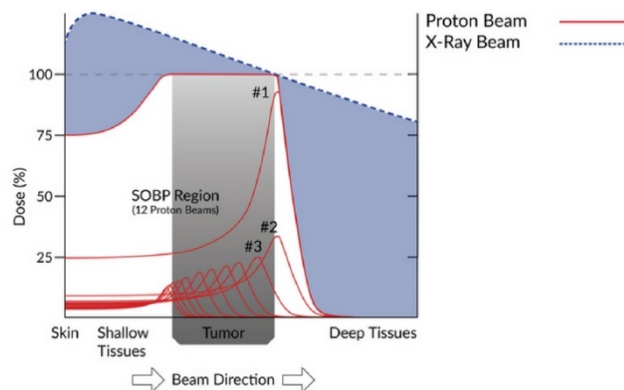 Proton Beam
X-Ray Beam
100
75
50
25
Dose (%)
#1
SOBP Region
(12 Proton Beams)
#2
#3
Skin
Shallow
Tissues
Tumor
Deep Tissues
Beam Direction